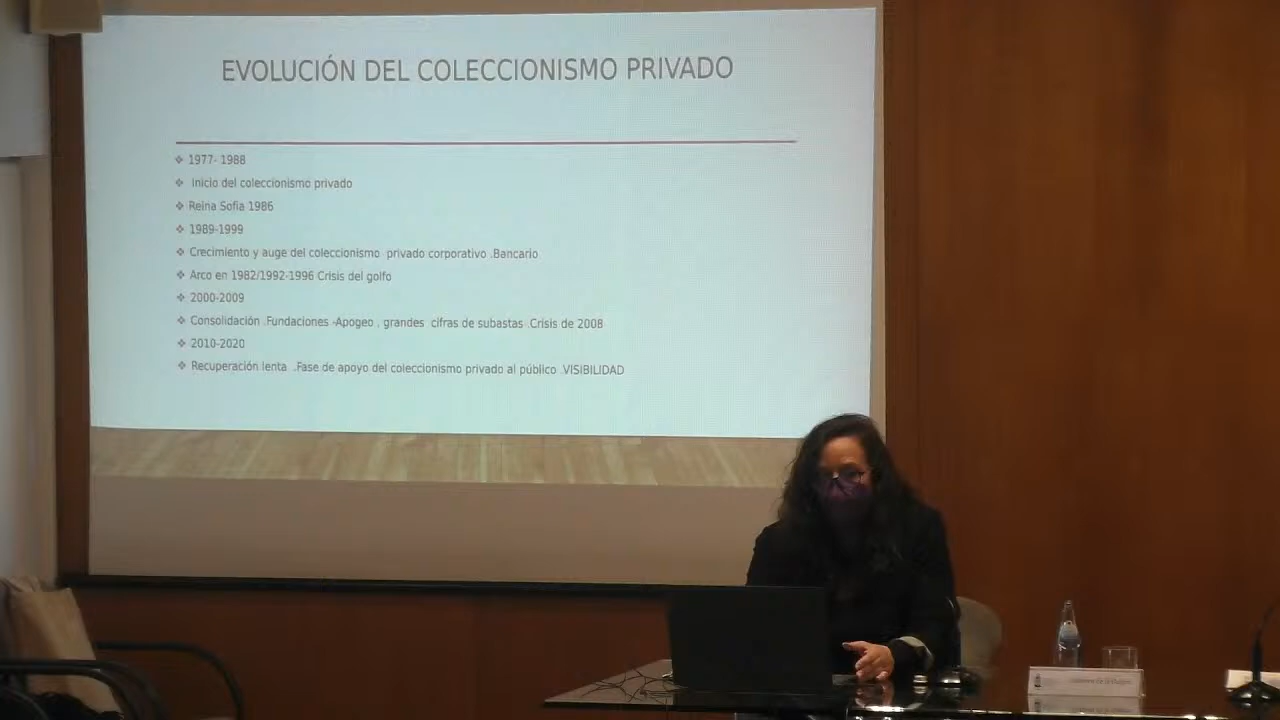 EVOLUCIÓN DEL COLECCIONISMO PRIVADO
❖ 1977- 1988
❖ Inicio del coleccionismo privado
❖ Reina Sofia 1986
❖ 1989-1999
❖ Crecimiento y auge del coleccionismo privado corporativo .Bancario
❖ Arco en 1982/1992-1996 Crisis del golfo
❖ 2000-2009
❖ Consolidación .Fundaciones -Apogeo , grandes cifras de subastas .Crisis de 2008
❖ 2010-2020
❖ Recuperación lenta .Fase de apoyo del coleccionismo privado al público .VISIBILIDAD